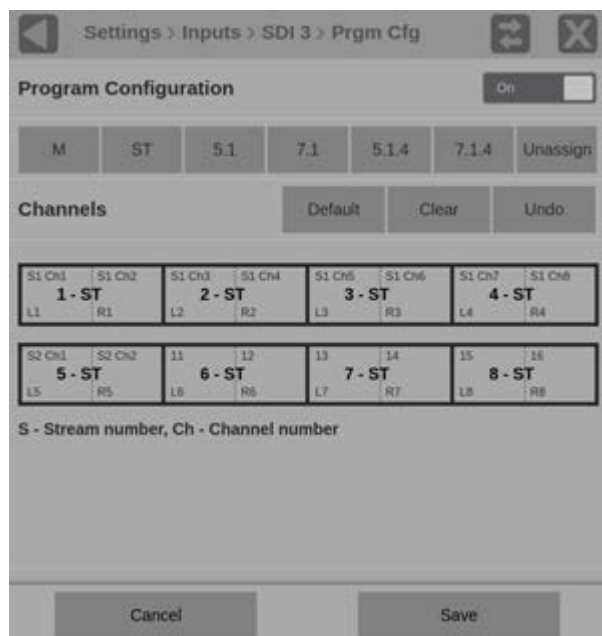 Settings > Inputs > SDI 3 > Prgm Cfg
Program Configuration On
M ST 5.1 7.1 5.1.4 7.1.4 Unassign
Channels Default Clear Undo
S1 Ch1 S1 Ch2 S1 Ch3 S1 Ch4 S1 Ch5 S1 Ch6 S1 Ch7 S1 Ch8
1 - ST 2 - ST 3 - ST 4 - ST
L1 R1 L2 R2 L3 R3 L4 R4
S2 Ch1 S2 Ch2 11 12 13 14 15 16
5 - ST 6 - ST 7 - ST 8 - ST
L5 R5 L6 R6 L7 R7 L8 R8
S - Stream number, Ch - Channel number
Cancel Save